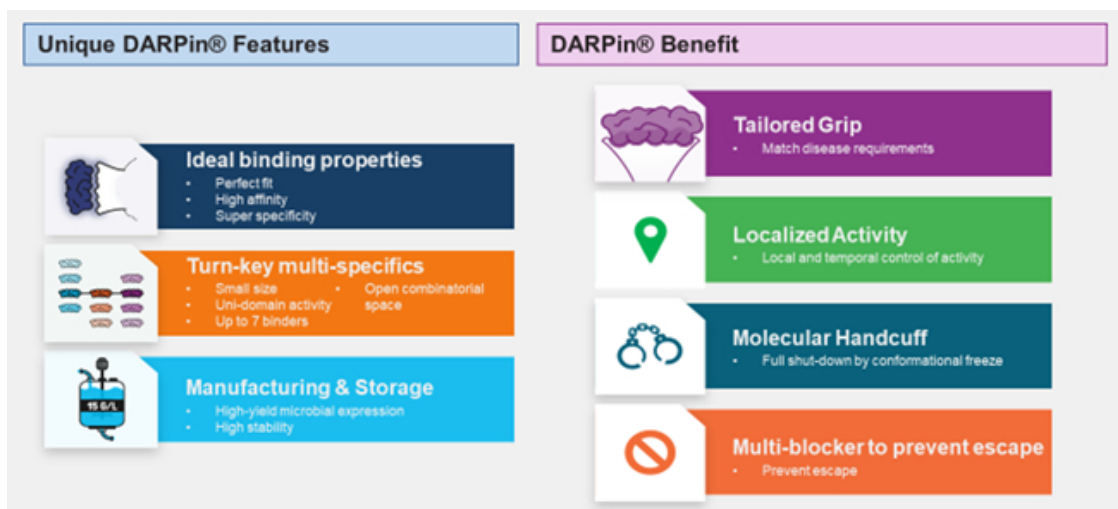 Unique DARPin® Features
Ideal binding properties
• Perfect fit
• High affinity
• Super specificity
Turn-key multi-specifics
• Small size
• Uni-domain activity
• Up to 7 binders
• Open combinatorial
space
15 G/L
Manufacturing & Storage
• High-yield microbial expression
• High stability
DARPin® Benefit
Tailored Grip
• Match disease requirements
Localized Activity
• Local and temporal control of activity
Molecular Handcuff
• Full shut-down by conformational freeze
Multi-blocker to prevent escape
• Prevent escape